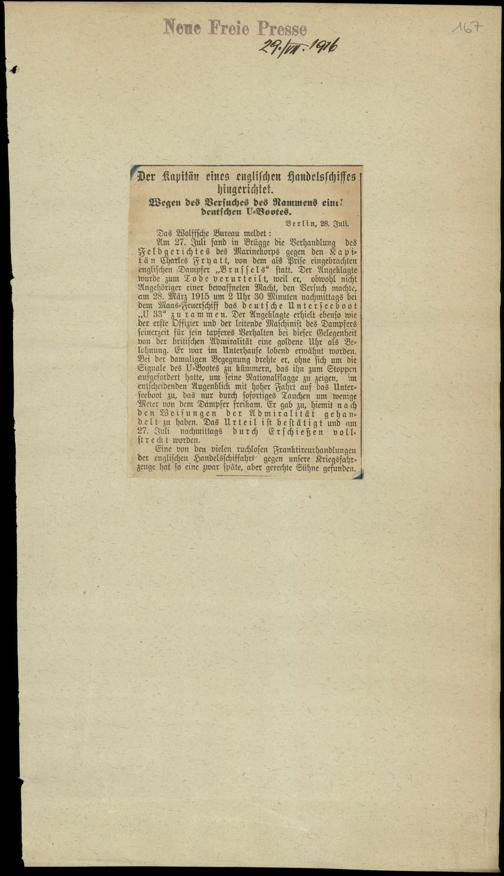 Neue Freie Presse
29./VII. 1916
167
Der Kapitän eines englischen Handelsschiffes
hingerichtet.
Wegen des Versuches des Rammens eines
deutschen U-Bootes.
Berlin, 28. Juli.
Das Wolffsche Bureau meldet:
Am 27. Juli fand in Brügge die Verhandlung des
Feldgerichtes des Marinekorps gegen den Kapi-
tän Charles Fryatt, von dem als Prise eingebrachten
englischen Dampfer „Brussels“ statt. Der Angeklagte
wurde zum Tode verurteilt, weil er, obwohl nicht
Angehöriger einer bewaffneten Macht, den Versuch machte,
am 28. März 1915 um 2 Uhr 30 Minuten nachmittags bei
dem Maas-Feuerschiff das deutsche Unterseeboot
„U 33“ zu rammen. Der Angeklagte erhielt ebenso wie
der erste Offizier und der leitende Maschinist des Dampfers
seinerzeit für sein tapferes Verhalten bei dieser Gelegenheit
von der britischen Admiralität eine goldene Uhr als Be-
lohnung. Er war im Unterhause lobend erwähnt worden.
Bei der damaligen Begegnung drehte er, ohne sich um die
Signale des U-Bootes zu kümmern, das ihn zum Stoppen
aufgefordert hatte, um seine Nationalflagge zu zeigen, im
entscheidenden Augenblick mit hoher Fahrt auf das Unter-
seeboot zu, das nur durch sofortiges Tauchen um wenige
Meter von dem Dampfer freikam. Er gab zu, hiemit nach
den Weisungen der Admiralität gehan-
delt zu haben. Das Urteil ist bestätigt und am
27. Juli nachmittags durch Erschießen voll-
streckt worden.
Eine von den vielen ruchlosen Franktireurhandlungen
der englischen Handelsschiffahrt gegen unsere Kriegsfahr-
zeuge hat so eine zwar späte, aber gerechte Sühne gefunden.